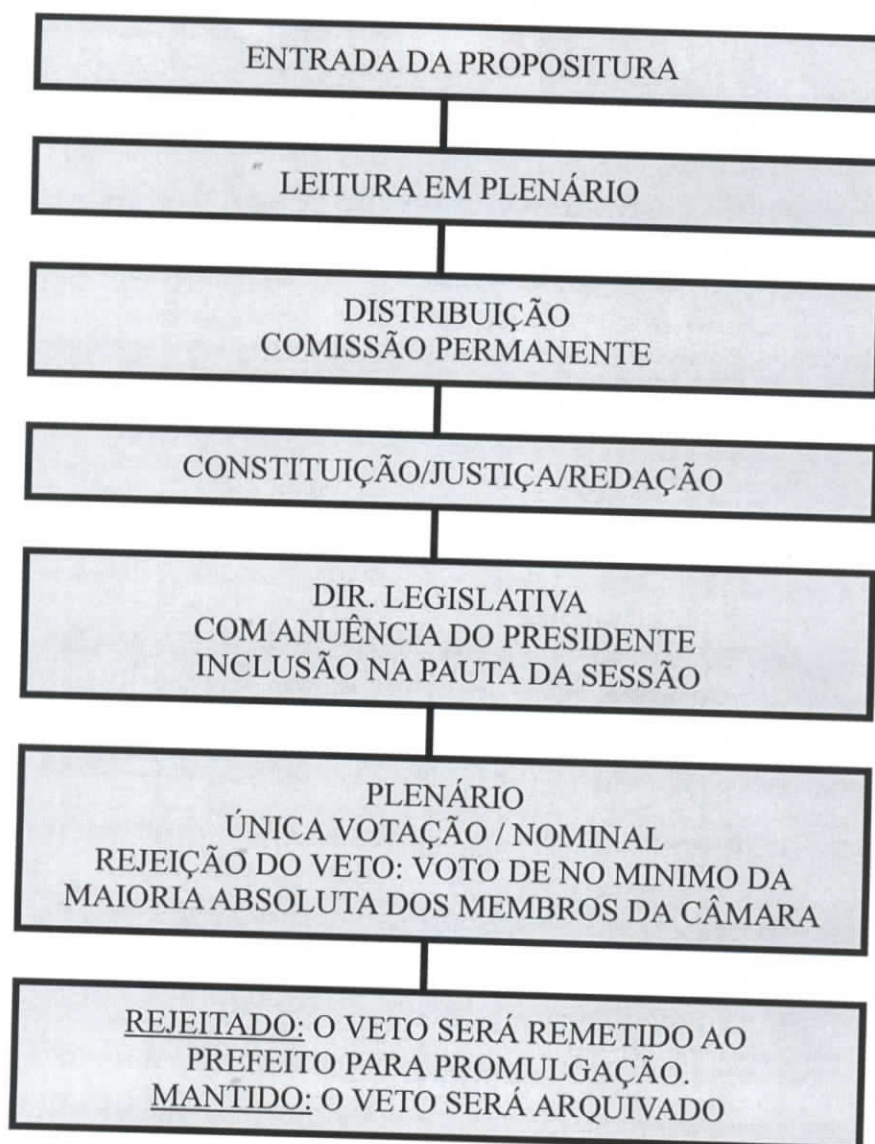 ENTRADA DA PROPOSITURA
LEITURA EM PLENÁRIO
DISTRIBUIÇÃO
COMISSÃO PERMANENTE
CONSTITUIÇÃO/JUSTIÇA/REDAÇÃO
DIR. LEGISLATIVA
COM ANUÊNCIA DO PRESIDENTE
INCLUSÃO NA PAUTA DA SESSÃO
PLENÁRIO
ÚNICA VOTAÇÃO / NOMINAL
REJEIÇÃO DO VETO: VOTO DE NO MINIMO DA
MAIORIA ABSOLUTA DOS MEMBROS DA CÂMARA
REJEITADO: O VETO SERÁ REMETIDO AO
PREFEITO PARA PROMULGAÇÃO.
MANTIDO: O VETO SERÁ ARQUIVADO